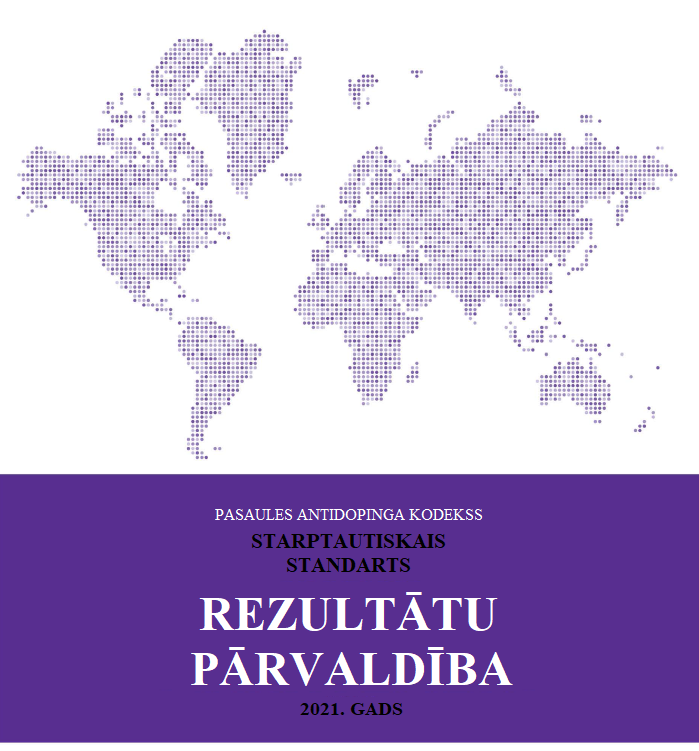 PASAULES ANTIDOPINGA KODEKSS
STARPTAUTISKAIS
STANDARTS
REZULTĀTU
PĀRVALDĪBA
2021. GADS